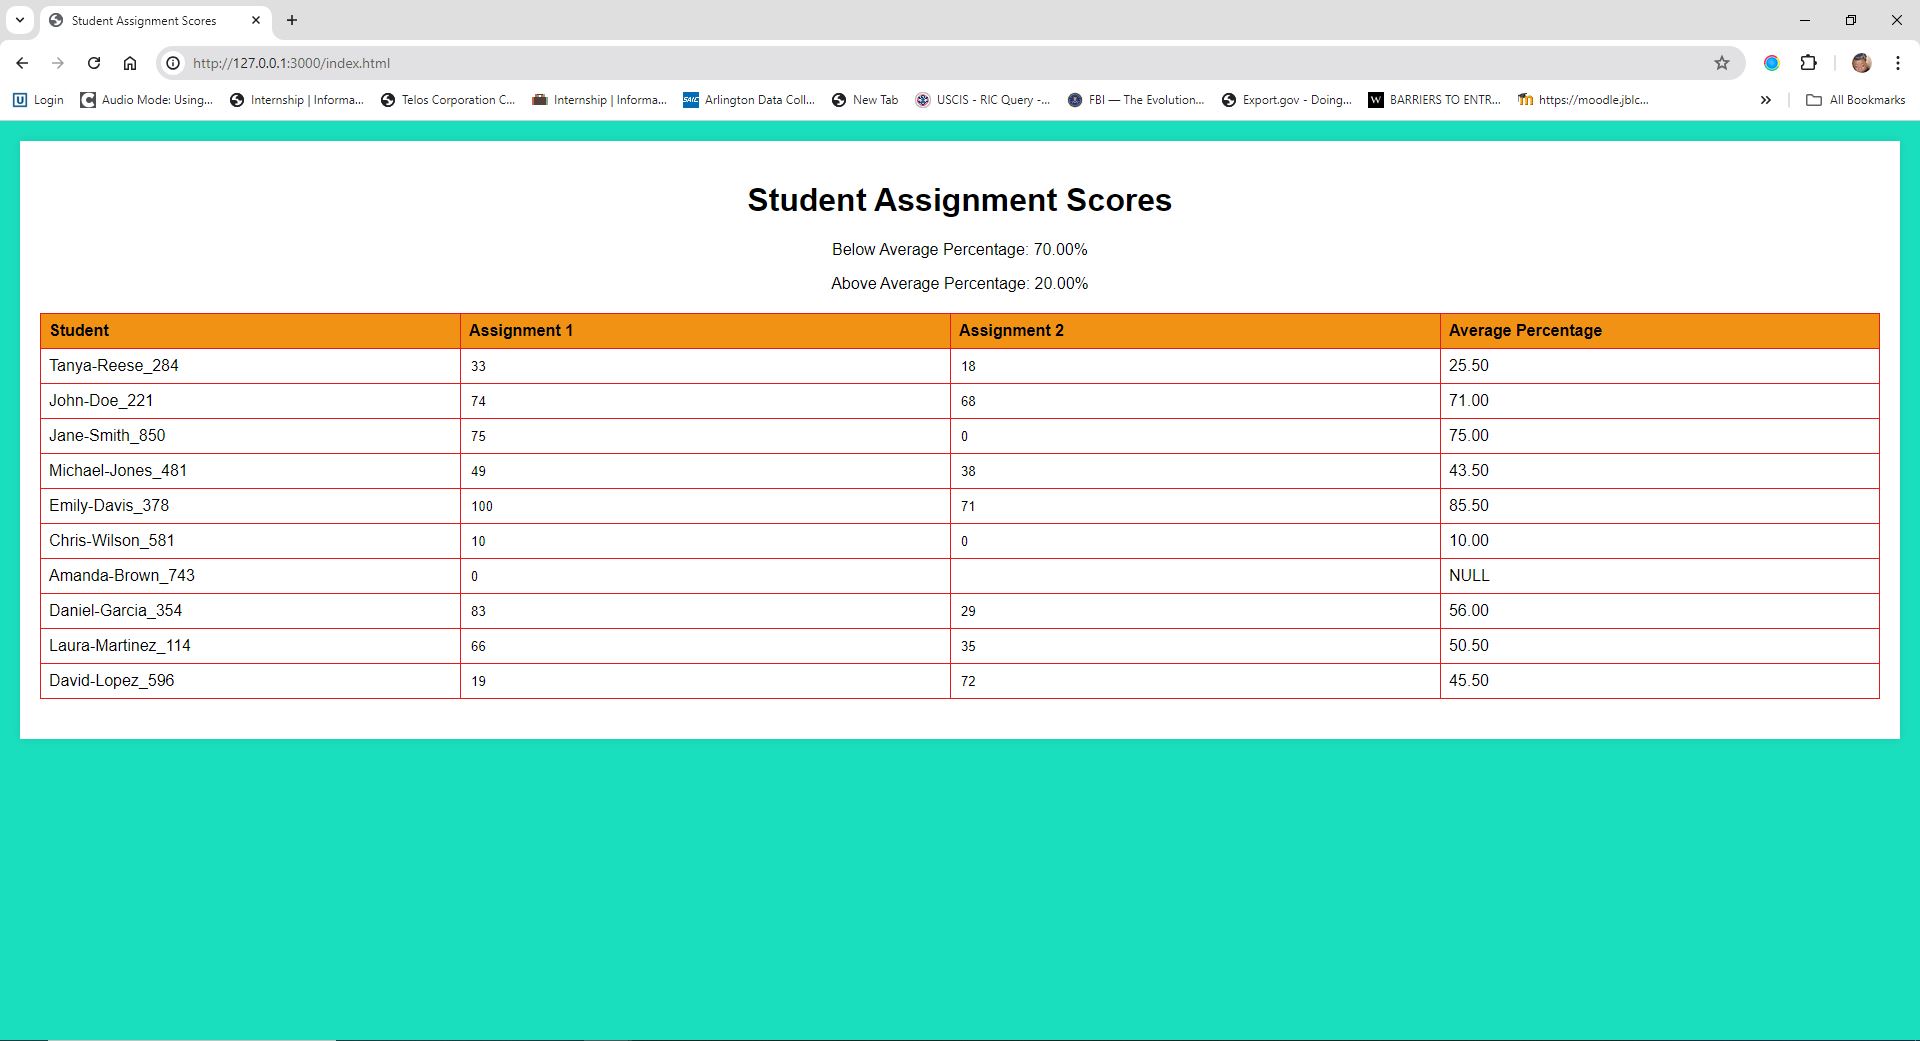 Student Assignment Scores
http://127.0.0.1:3000/index.html
Login Audio Mode: Using... Internship | Informa... Telos Corporation C... Internship | Informa... SAIC Arlington Data Coll... New Tab USCIS - RIC Query -... FBI — The Evolution... Export.gov - Doing... W BARRIERS TO ENTR... https://moodle.jblc... » All Bookmarks
Student Assignment Scores
Below Average Percentage: 70.00%
Above Average Percentage: 20.00%
Student Assignment 1 Assignment 2 Average Percentage
Tanya-Reese_284 33 18 25.50
John-Doe_221 74 68 71.00
Jane-Smith_850 75 0 75.00
Michael-Jones_481 49 38 43.50
Emily-Davis_378 100 71 85.50
Chris-Wilson_581 10 0 10.00
Amanda-Brown_743 0 NULL
Daniel-Garcia_354 83 29 56.00
Laura-Martinez_114 66 35 50.50
David-Lopez_596 19 72 45.50